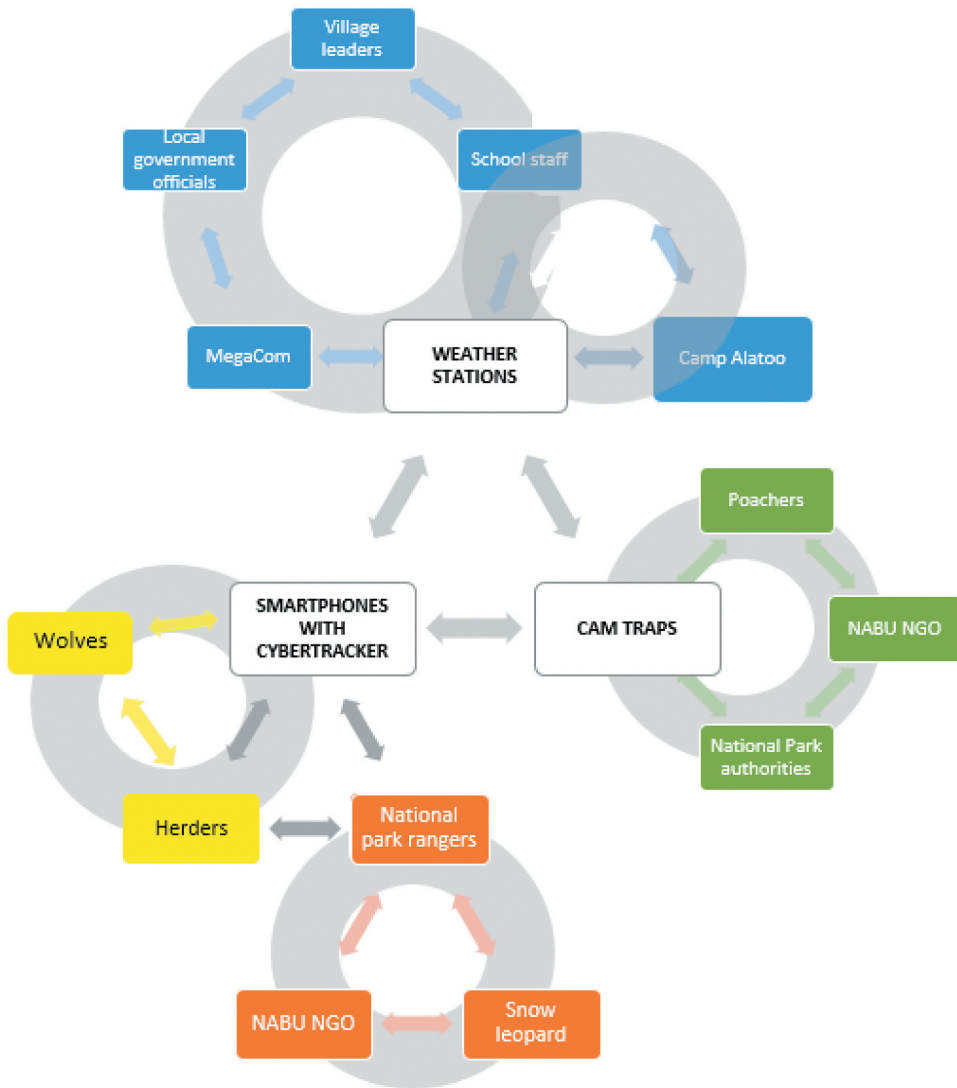 Village
leaders
Local
government
officials
School staff
MegaCom
WEATHER
STATIONS
Camp Alatoo
Poachers
SMARTPHONES
WITH
CYBERTRACKER
CAM TRAPS
Wolves
NABU NGO
National Park
authorities
Herders
National
park rangers
NABU NGO
Snow
leopard